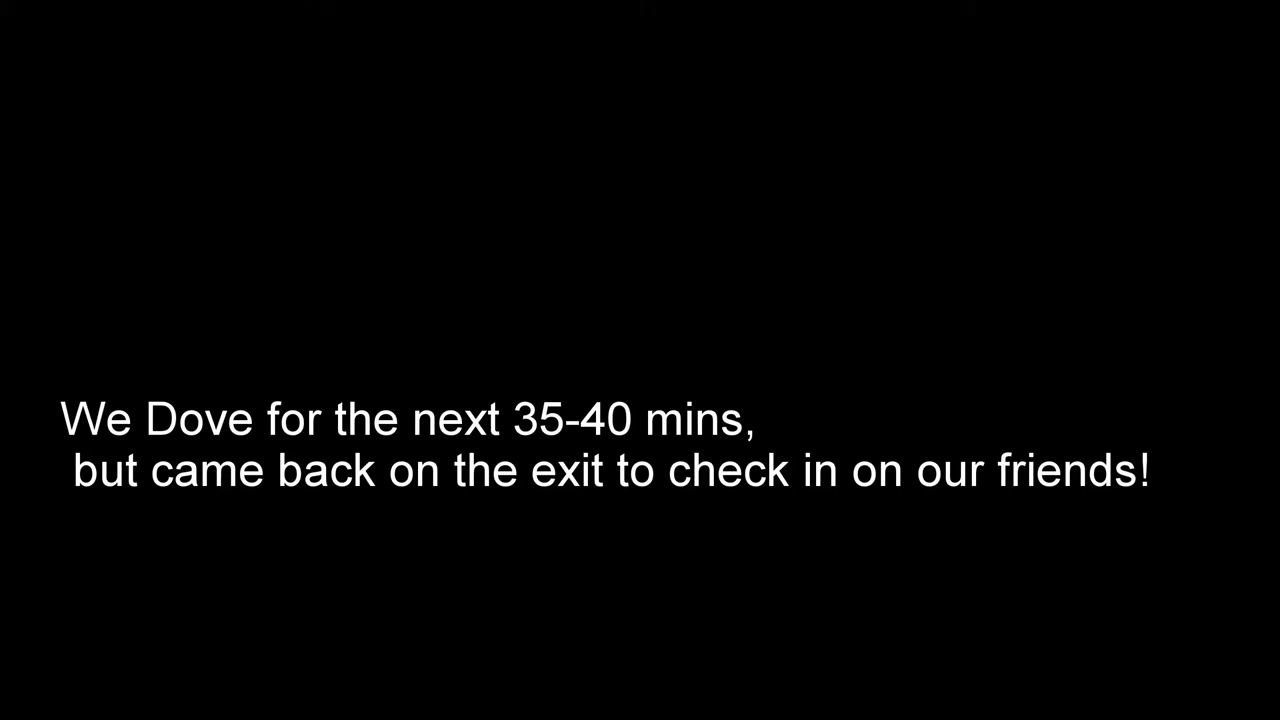 We Dove for the next 35-40 mins,
but came back on the exit to check in on our friends!